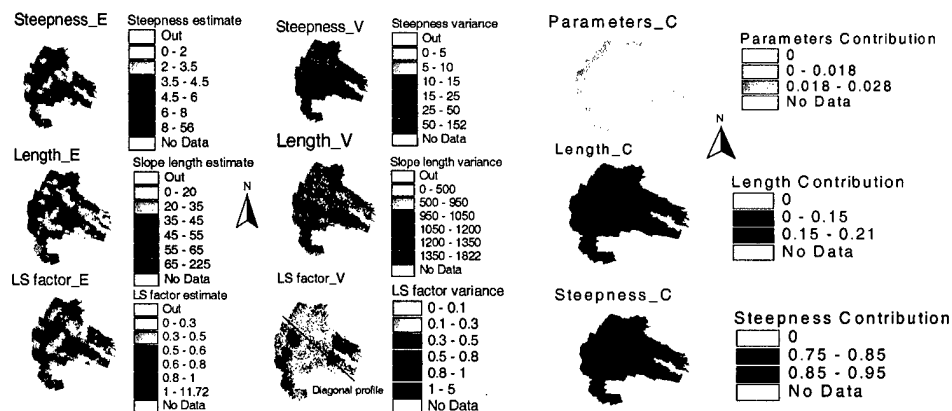 Steepness_E
Steepness estimate
Out
0 - 2
2 - 3.5
3.5 - 4.5
4.5 - 6
6 - 8
8 - 56
No Data
Length_E
Slope length estimate
Out
0 - 20
20 - 35
35 - 45
45 - 55
55 - 65
65 - 225
No Data
N
LS factor_E
LS factor estimate
Out
0 - 0.3
0.3 - 0.5
0.5 - 0.6
0.6 - 0.8
0.8 - 1
1 - 11.72
No Data
Steepness_V
Steepness variance
Out
0 - 5
5 - 10
10 - 15
15 - 25
25 - 50
50 - 152
No Data
Length_V
Slope length variance
Out
0 - 500
500 - 950
950 - 1050
1050 - 1200
1200 - 1350
1350 - 1822
No Data
LS factor_V
Diagonal profile
LS factor variance
0 - 0.1
0.1 - 0.3
0.3 - 0.5
0.5 - 0.8
0.8 - 1
1 - 5
No Data
Parameters_C
Parameters Contribution
0
0 - 0.018
0.018 - 0.028
No Data
N
Length_C
Length Contribution
0
0 - 0.15
0.15 - 0.21
No Data
Steepness_C
Steepness Contribution
0
0.75 - 0.85
0.85 - 0.95
No Data